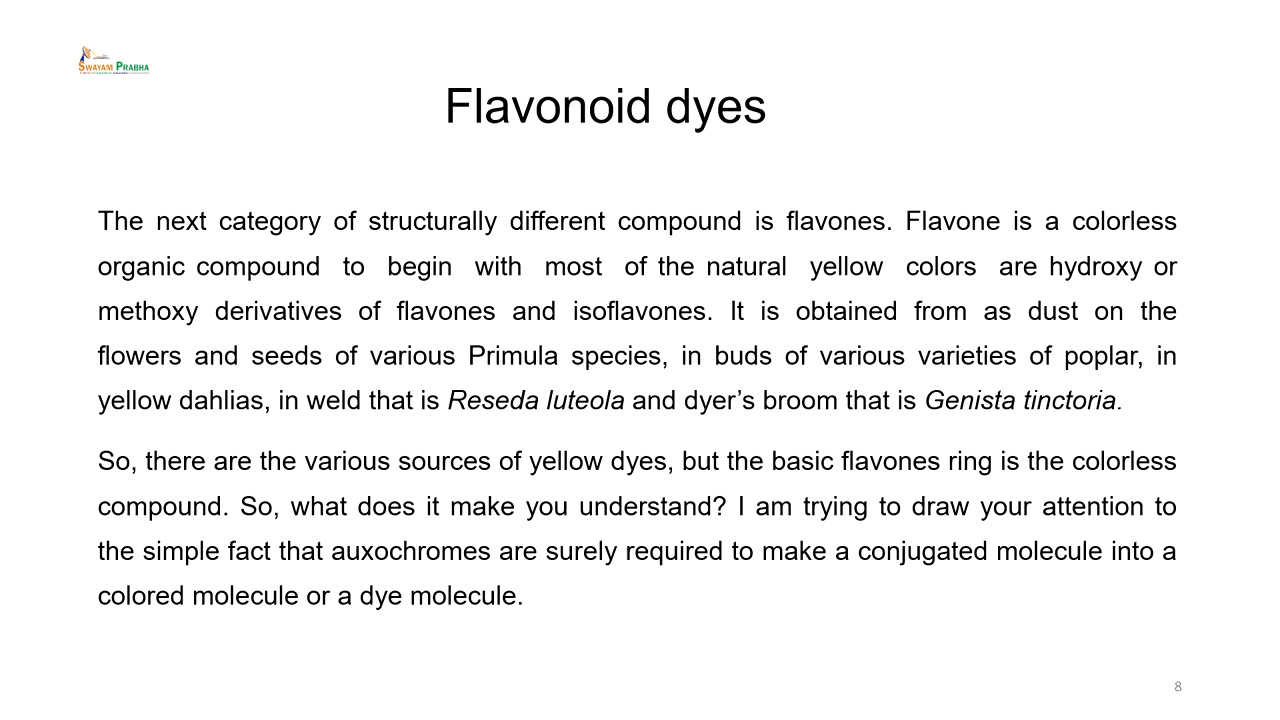 SWAYAM PRABHA
Flavonoid dyes
The next category of structurally different compound is flavones. Flavone is a colorless
organic compound to begin with most of the natural yellow colors are hydroxy or
methoxy derivatives of flavones and isoflavones. It is obtained from as dust on the
flowers and seeds of various Primula species, in buds of various varieties of poplar, in
yellow dahlias, in weld that is Reseda luteola and dyer’s broom that is Genista tinctoria.
So, there are the various sources of yellow dyes, but the basic flavones ring is the colorless
compound. So, what does it make you understand? I am trying to draw your attention to
the simple fact that auxochromes are surely required to make a conjugated molecule into a
colored molecule or a dye molecule.
8